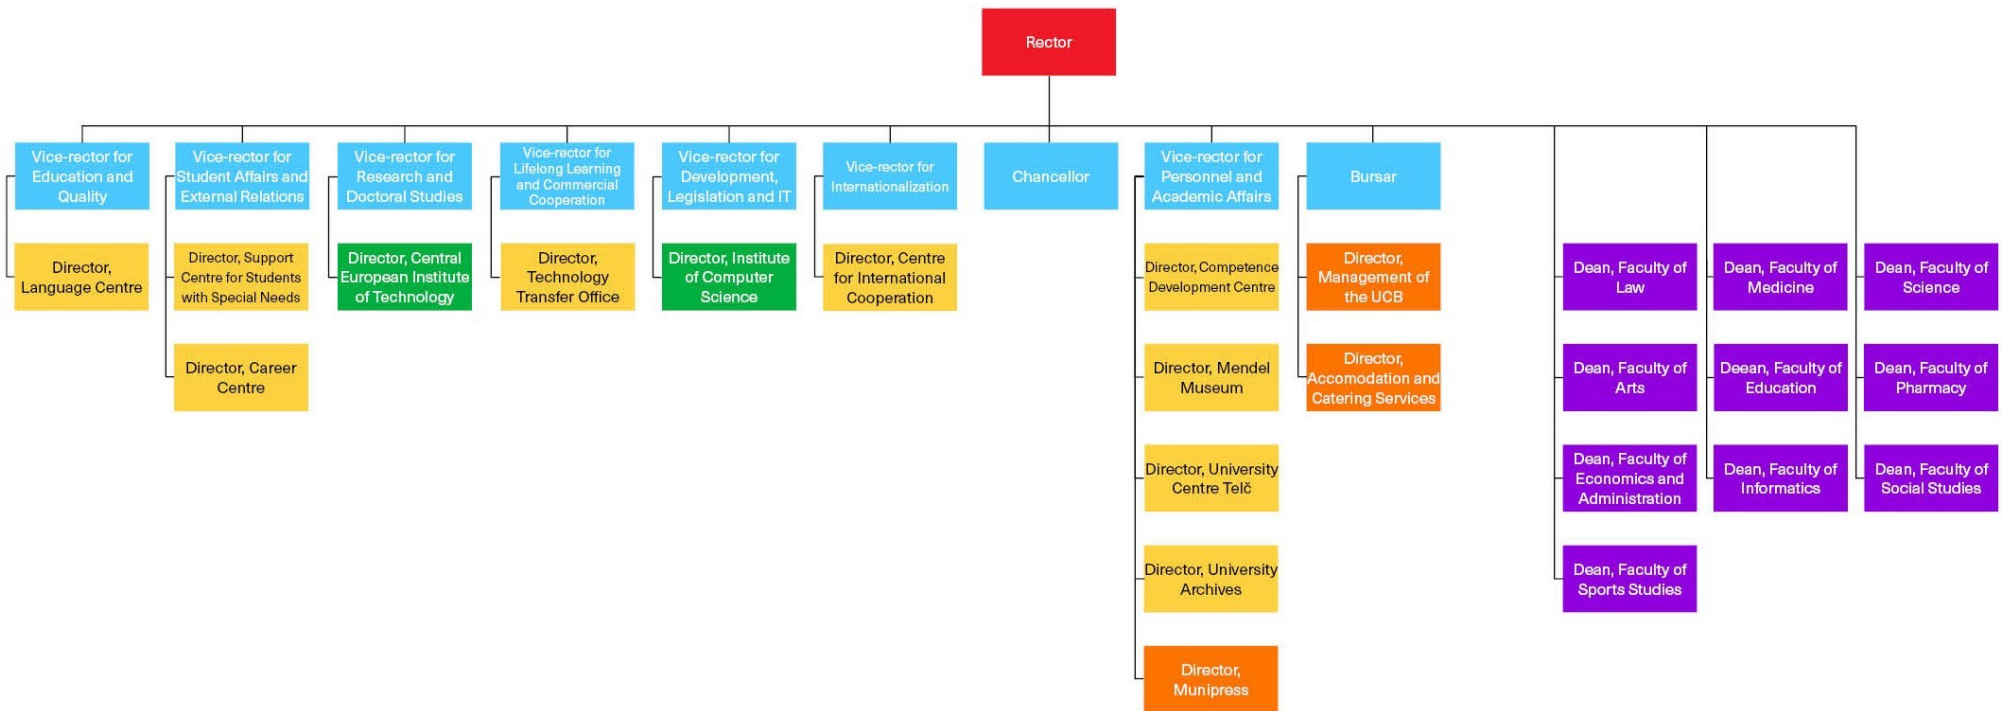 Rector
Vice-rector for
Education and
Quality
Vice-rector for
Student Affairs and
External Relations
Vice-rector for
Research and
Doctoral Studies
Vice-rector for
Lifelong Learning
and Commercial
Cooperation
Vice-rector for
Development,
Legislation and IT
Vice-rector for
Internationalization
Chancellor
Vice-rector for
Personnel and
Academic Affairs
Bursar
Director,
Language Centre
Director, Support
Centre for Students
with Special Needs
Director, Central
European Institute
of Technology
Director,
Technology
Transfer Office
Director, Institute
of Computer
Science
Director, Centre
for International
Cooperation
Director, Competence
Development Centre
Director,
Management of
the UCB
Dean, Faculty of
Law
Dean, Faculty of
Medicine
Dean, Faculty of
Science
Director, Career
Centre
Director, Mendel
Museum
Director,
Accomodation and
Catering Services
Dean, Faculty of
Arts
Deean, Faculty of
Education
Dean, Faculty of
Pharmacy
Director, University
Centre Telč
Dean, Faculty of
Economics and
Administration
Dean, Faculty of
Informatics
Dean, Faculty of
Social Studies
Director, University
Archives
Dean, Faculty of
Sports Studies
Director,
Munipress